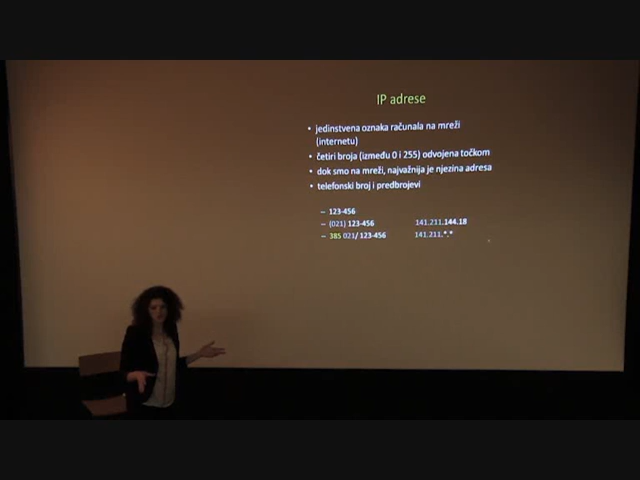 IP adrese
• jedinstvena oznaka računala na mreži
(internetu)
• četiri broja (između 0 i 255) odvojena točkom
• dok smo na mreži, najvažnija je njezina adresa
• telefonski broj i predbrojevi
– 123-456
– (021) 123-456 141.211.144.18
– 385 021/ 123-456 141.211.*.*